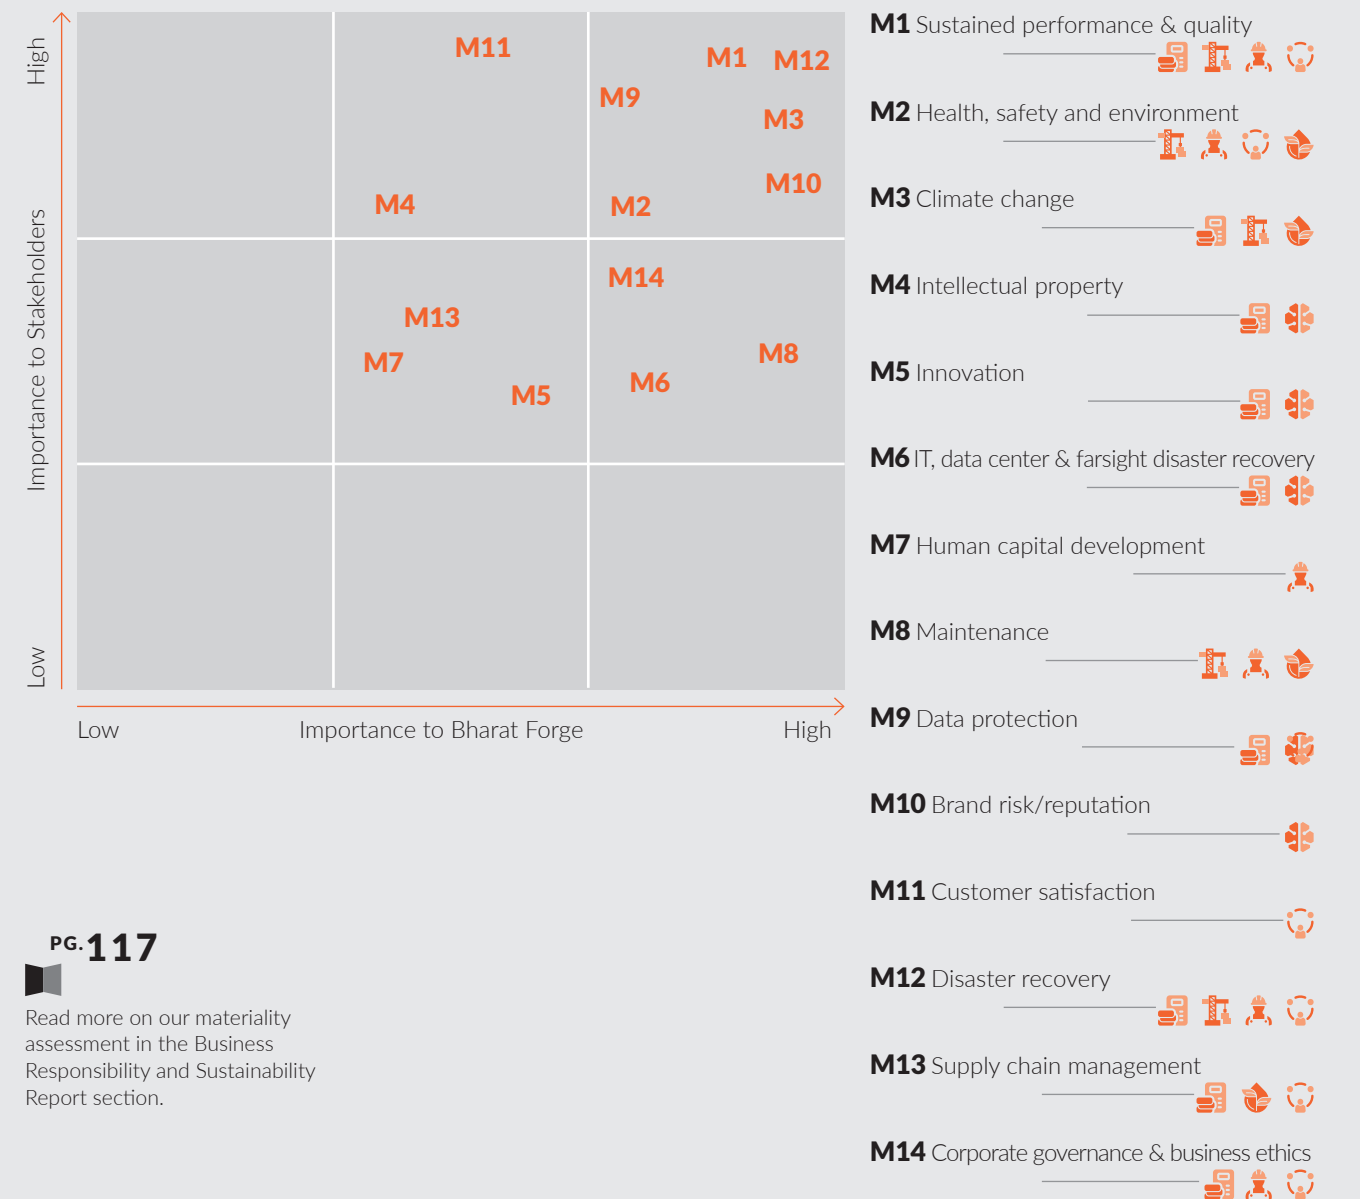 High
Importance to Stakeholders
Low
M11
M1
M12
M9
M3
M10
M4
M2
M14
M13
M8
M7
M6
M5
Low
Importance to Bharat Forge
High
M1 Sustained performance & quality
M2 Health, safety and environment
M3 Climate change
M4 Intellectual property
M5 Innovation
M6 IT, data center & farsight disaster recovery
M7 Human capital development
M8 Maintenance
M9 Data protection
M10 Brand risk/reputation
M11 Customer satisfaction
M12 Disaster recovery
M13 Supply chain management
M14 Corporate governance & business ethics
PG.117
Read more on our materiality
assessment in the Business
Responsibility and Sustainability
Report section.